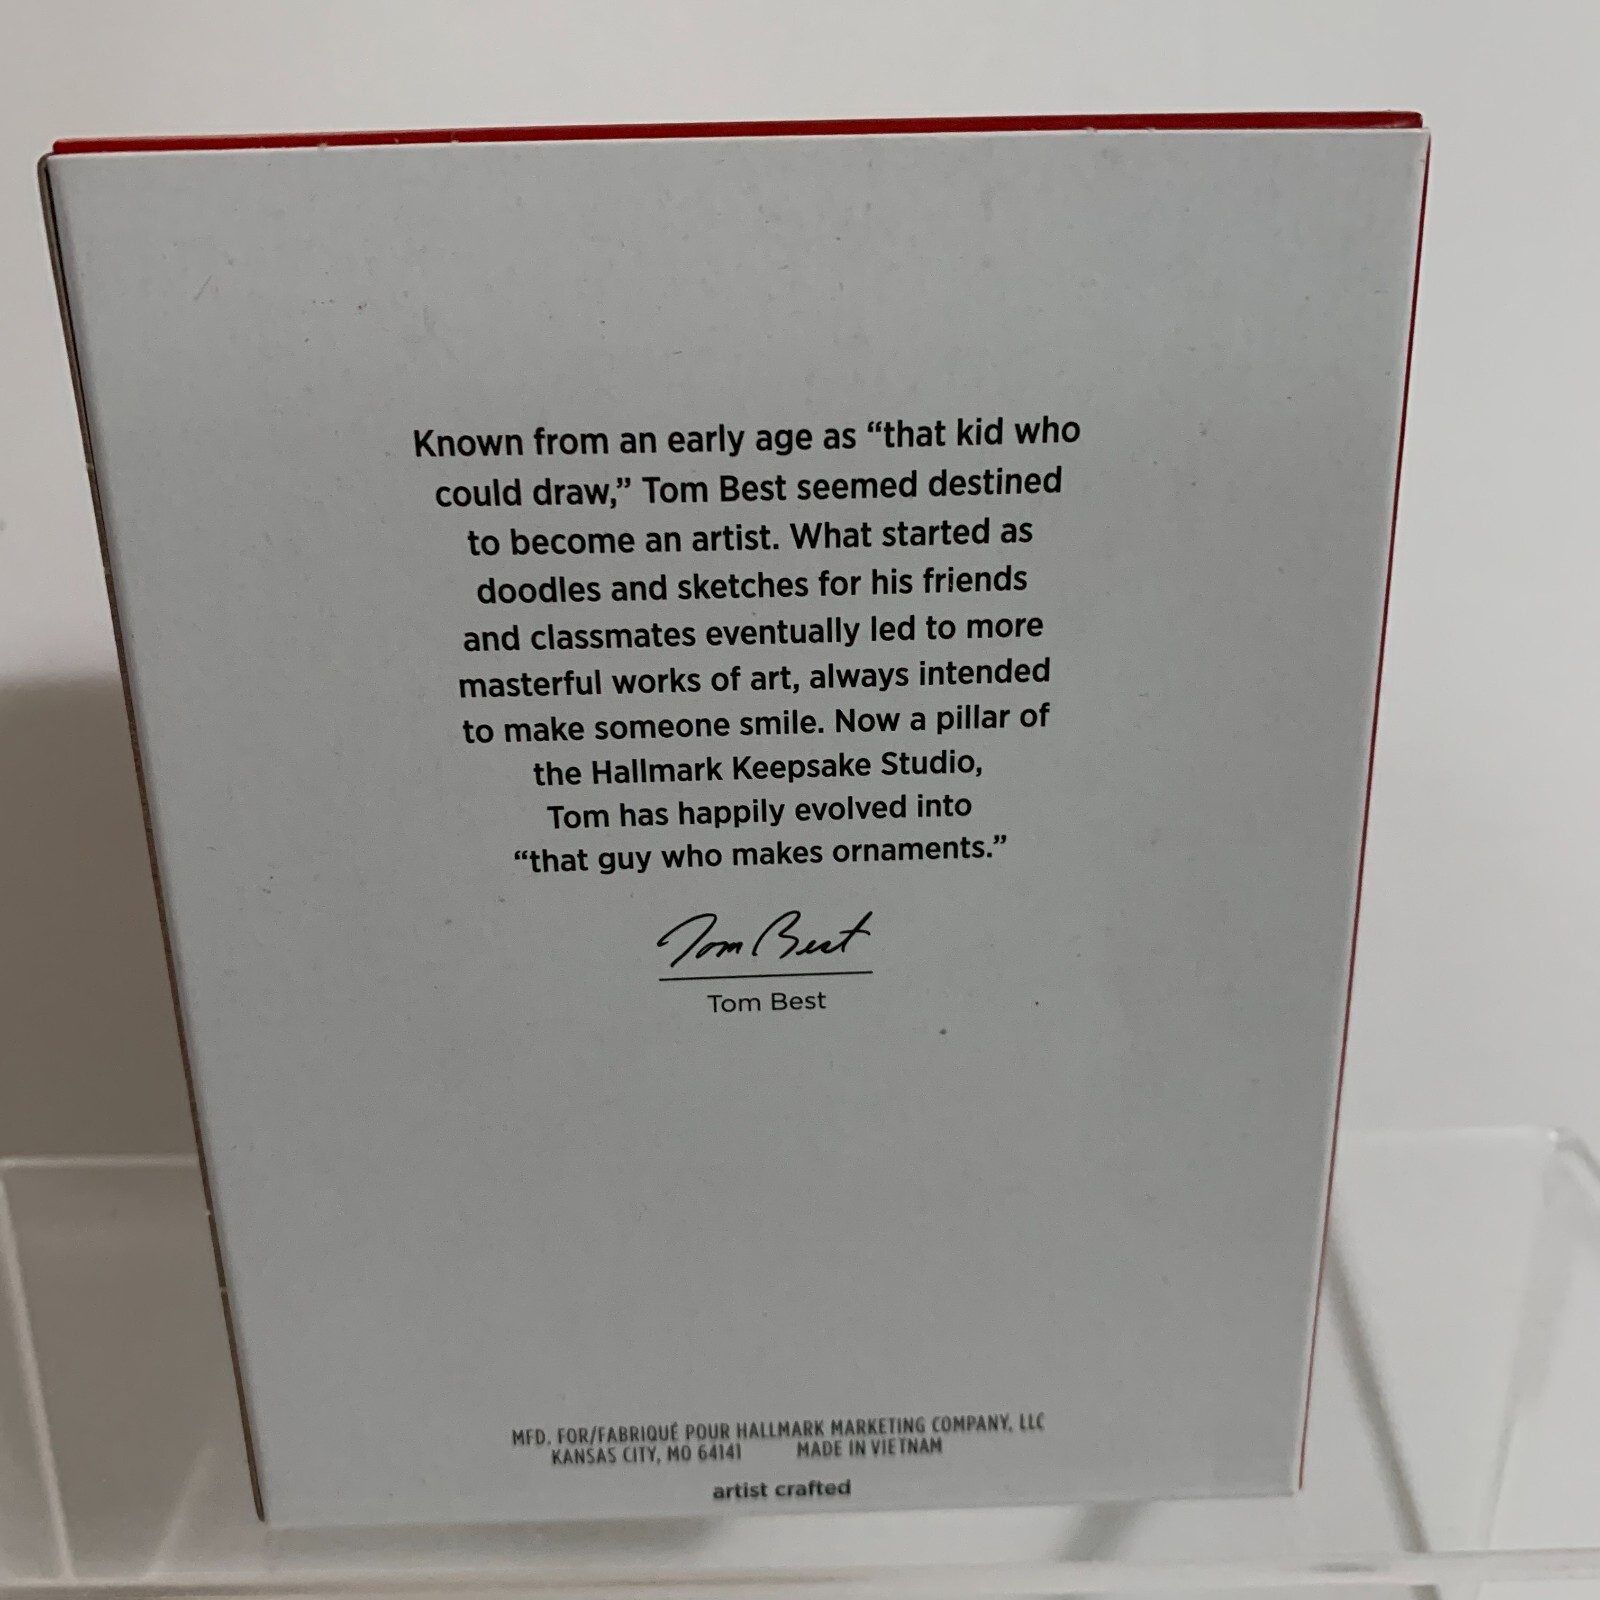 Known from an early age as “that kid who
could draw,” Tom Best seemed destined
to become an artist. What started as
doodles and sketches for his friends
and classmates eventually led to more
masterful works of art, always intended
to make someone smile. Now a pillar of
the Hallmark Keepsake Studio,
Tom has happily evolved into
“that guy who makes ornaments.”
Tom Best
Tom Best
MFD. FOR/FABRIQUÉ POUR HALLMARK MARKETING COMPANY, LLC
KANSAS CITY, MO 64141 MADE IN VIETNAM
artist crafted